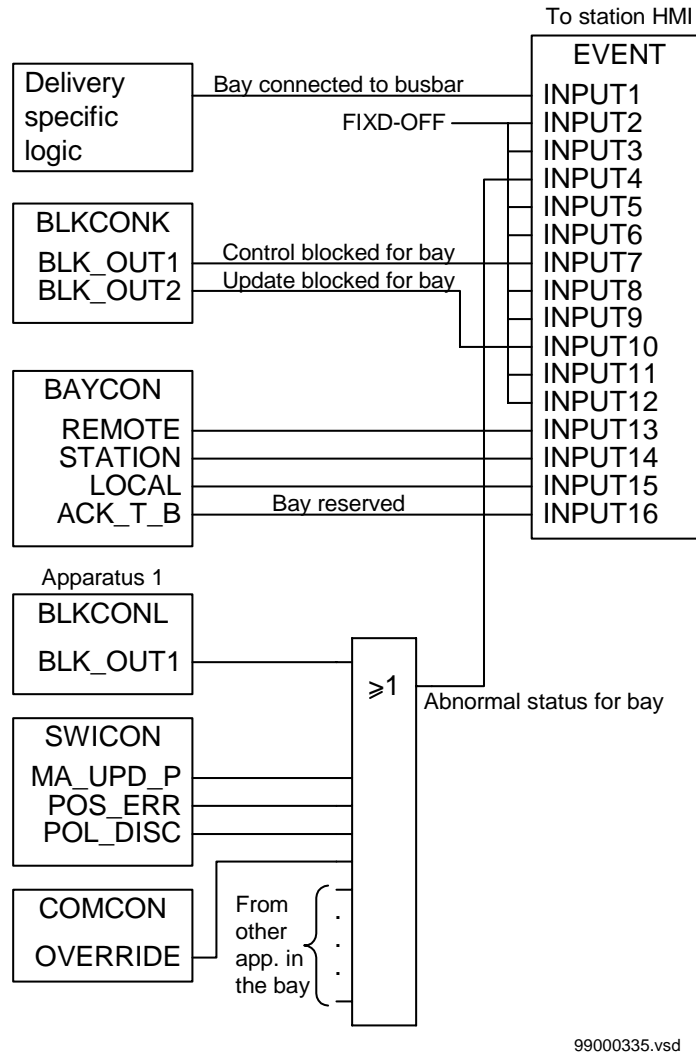 To station HMI
EVENT
INPUT1
INPUT2
INPUT3
INPUT4
INPUT5
INPUT6
INPUT7
INPUT8
INPUT9
INPUT10
INPUT11
INPUT12
INPUT13
INPUT14
INPUT15
INPUT16
Delivery
specific
logic
Bay connected to busbar
FIXD-OFF
BLKCONK
BLK_OUT1
BLK_OUT2
Control blocked for bay
Update blocked for bay
BAYCON
REMOTE
STATION
LOCAL
ACK_T_B
Bay reserved
Apparatus 1
BLKCONL
BLK_OUT1
≥1
Abnormal status for bay
SWICON
MA_UPD_P
POS_ERR
POL_DISC
COMCON
OVERRIDE
From
other
app. in
the bay
99000335.vsd